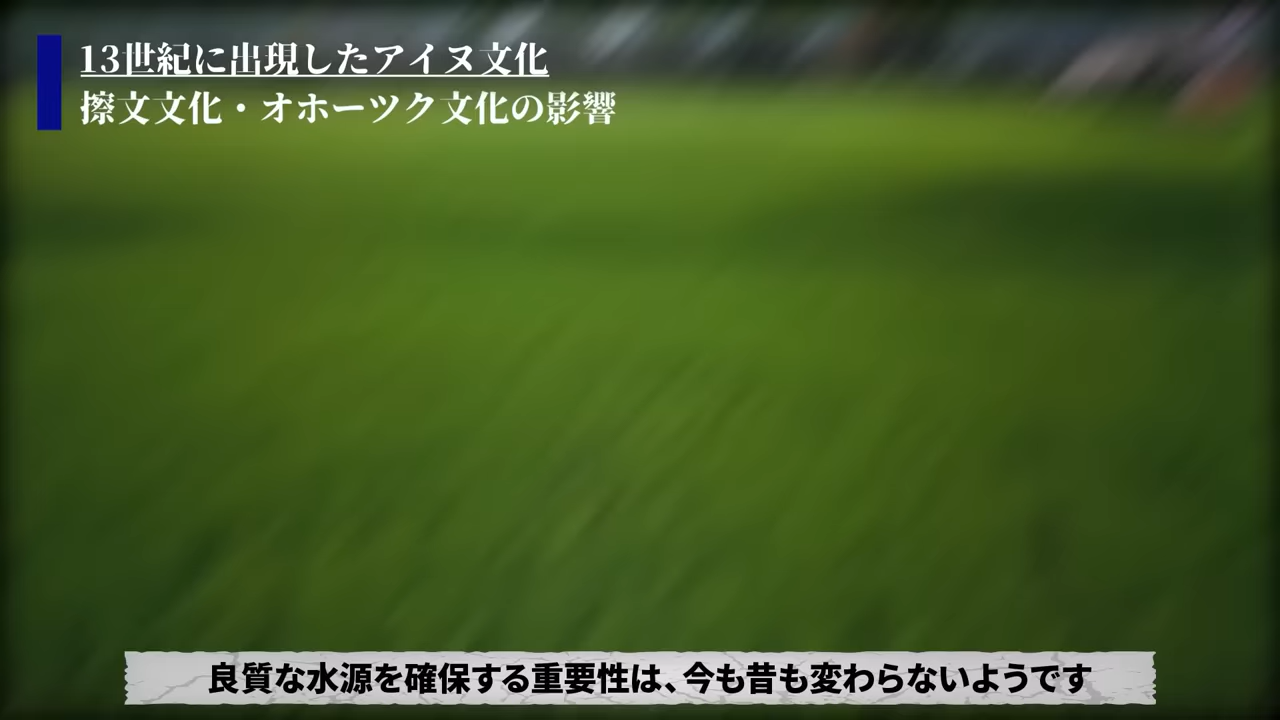 13世紀に出現したアイヌ文化
擦文文化・オホーツク文化の影響
良質な水源を確保する重要性は、今も昔も変わらないようです